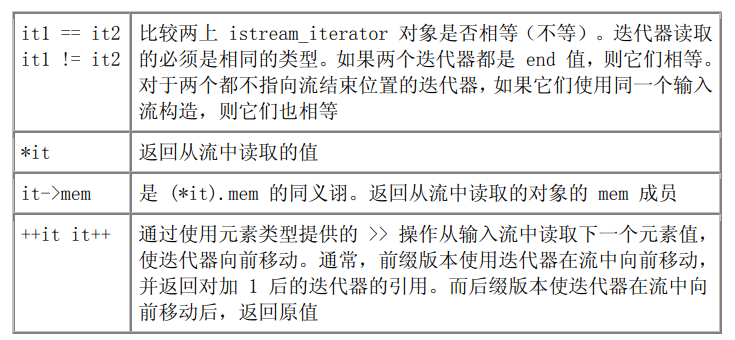 it1 == it2
it1 != it2
比较两上 istream_iterator 对象是否相等（不等）。迭代器读取
的必须是相同的类型。如果两个迭代器都是 end 值，则它们相等。
对于两个都不指向流结束位置的迭代器，如果它们使用同一个输入
流构造，则它们也相等
*it
返回从流中读取的值
it->mem
是 (*it).mem 的同义诩。返回从流中读取的对象的 mem 成员
++it it++
通过使用元素类型提供的 >> 操作从输入流中读取下一个元素值，
使迭代器向前移动。通常，前缀版本使用迭代器在流中向前移动，
并返回对加 1 后的迭代器的引用。而后缀版本使迭代器在流中向
前移动后，返回原值